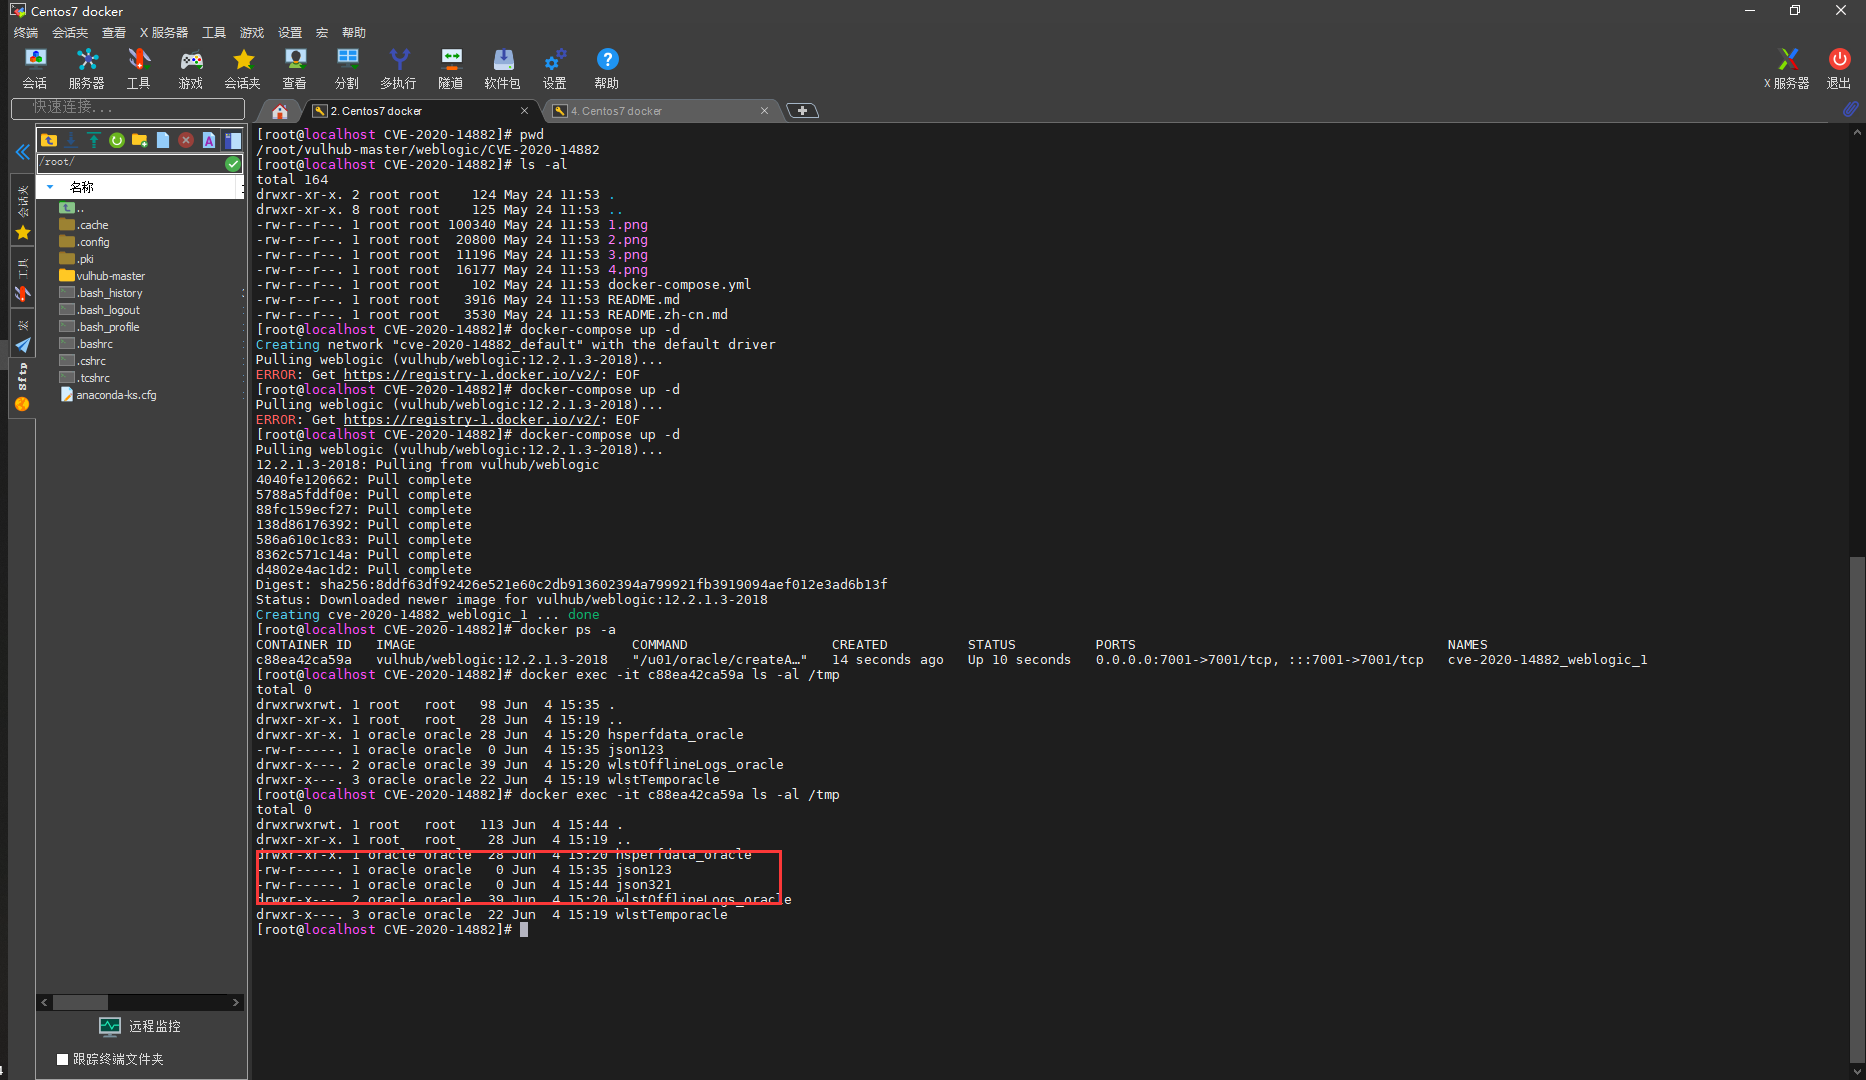 Centos7 docker
终端 会话夹 查看 X 服务器 工具 游戏 设置 宏 帮助
会话 服务器 工具 游戏 会话夹 查看 分割 多执行 隧道 软件包 设置 帮助 X 服务器 退出
快速连接...
2. Centos7 docker
4. Centos7 docker
/root/
名称
..
.cache
.config
.pki
vulhub-master
.bash_history
.bash_logout
.bash_profile
.bashrc
.cshrc
.tcshrc
anaconda-ks.cfg
会话夹
工具
宏
Sftp
远程监控
跟踪终端文件夹
[root@localhost CVE-2020-14882]# pwd
/root/vulhub-master/weblogic/CVE-2020-14882
[root@localhost CVE-2020-14882]# ls -al
total 164
drwxr-xr-x. 2 root root    124 May 24 11:53 .
drwxr-xr-x. 8 root root    125 May 24 11:53 ..
-rw-r--r--. 1 root root 100340 May 24 11:53 1.png
-rw-r--r--. 1 root root  20800 May 24 11:53 2.png
-rw-r--r--. 1 root root  11196 May 24 11:53 3.png
-rw-r--r--. 1 root root  16177 May 24 11:53 4.png
-rw-r--r--. 1 root root    102 May 24 11:53 docker-compose.yml
-rw-r--r--. 1 root root   3916 May 24 11:53 README.md
-rw-r--r--. 1 root root   3530 May 24 11:53 README.zh-cn.md
[root@localhost CVE-2020-14882]# docker-compose up -d
Creating network "cve-2020-14882_default" with the default driver
Pulling weblogic (vulhub/weblogic:12.2.1.3-2018)...
ERROR: Get https://registry-1.docker.io/v2/: EOF
[root@localhost CVE-2020-14882]# docker-compose up -d
Pulling weblogic (vulhub/weblogic:12.2.1.3-2018)...
ERROR: Get https://registry-1.docker.io/v2/: EOF
[root@localhost CVE-2020-14882]# docker-compose up -d
Pulling weblogic (vulhub/weblogic:12.2.1.3-2018)...
12.2.1.3-2018: Pulling from vulhub/weblogic
4040fe120662: Pull complete
5788a5fddf0e: Pull complete
88fc159ecf27: Pull complete
138d86176392: Pull complete
586a610c1c83: Pull complete
8362c571c14a: Pull complete
d4802e4ac1d2: Pull complete
Digest: sha256:8ddf63df92426e521e60c2db913602394a799921fb3919094aef012e3ad6b13f
Status: Downloaded newer image for vulhub/weblogic:12.2.1.3-2018
Creating cve-2020-14882_weblogic_1 ... done
[root@localhost CVE-2020-14882]# docker ps -a
CONTAINER ID   IMAGE                           COMMAND                  CREATED          STATUS          PORTS                                       NAMES
c88ea42ca59a   vulhub/weblogic:12.2.1.3-2018   "/u01/oracle/createA…"   14 seconds ago   Up 10 seconds   0.0.0.0:7001->7001/tcp, :::7001->7001/tcp   cve-2020-14882_weblogic_1
[root@localhost CVE-2020-14882]# docker exec -it c88ea42ca59a ls -al /tmp
total 0
drwxrwxrwt. 1 root   root   98 Jun  4 15:35 .
drwxr-xr-x. 1 root   root   28 Jun  4 15:19 ..
drwxr-xr-x. 1 oracle oracle 28 Jun  4 15:20 hsperfdata_oracle
-rw-r-----. 1 oracle oracle  0 Jun  4 15:35 json123
drwxr-x---. 2 oracle oracle 39 Jun  4 15:20 wlstOfflineLogs_oracle
drwxr-x---. 3 oracle oracle 22 Jun  4 15:19 wlstTemporacle
[root@localhost CVE-2020-14882]# docker exec -it c88ea42ca59a ls -al /tmp
total 0
drwxrwxrwt. 1 root   root   113 Jun  4 15:44 .
drwxr-xr-x. 1 root   root    28 Jun  4 15:19 ..
drwxr-xr-x. 1 oracle oracle  28 Jun  4 15:20 hsperfdata_oracle
-rw-r-----. 1 oracle oracle   0 Jun  4 15:35 json123
-rw-r-----. 1 oracle oracle   0 Jun  4 15:44 json321
drwxr-x---. 2 oracle oracle  39 Jun  4 15:20 wlstOfflineLogs_oracle
drwxr-x---. 3 oracle oracle  22 Jun  4 15:19 wlstTemporacle
[root@localhost CVE-2020-14882]#